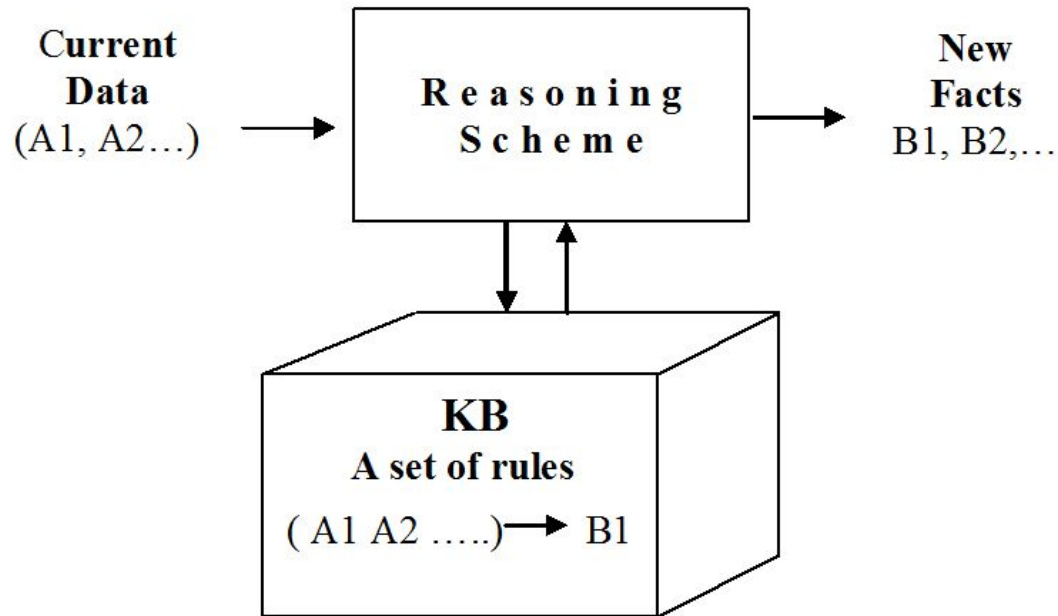 Current
Data
(A1, A2…)
Reasoning
Scheme
New
Facts
B1, B2,…
KB
A set of rules
( A1 A2 …..) B1